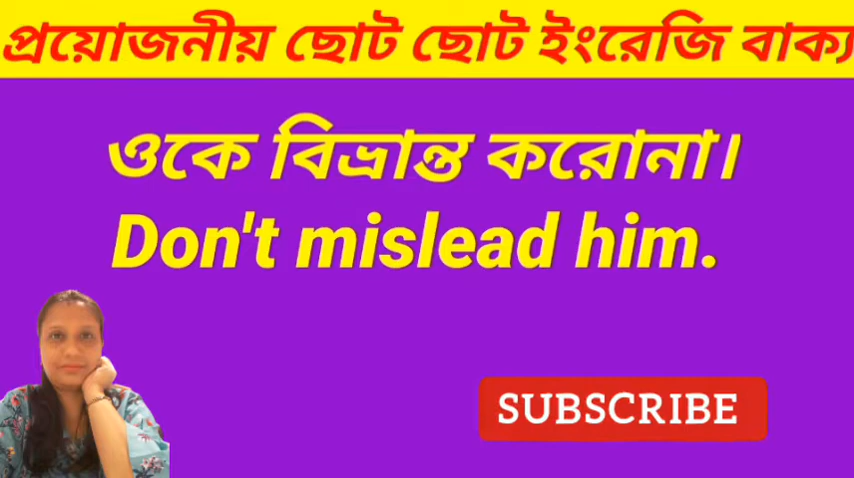 প্রয়োজনীয় ছোট ছোট ইংরেজি বাক্য
ওকে বিভ্রান্ত করোনা।
Don't mislead him.
SUBSCRIBE